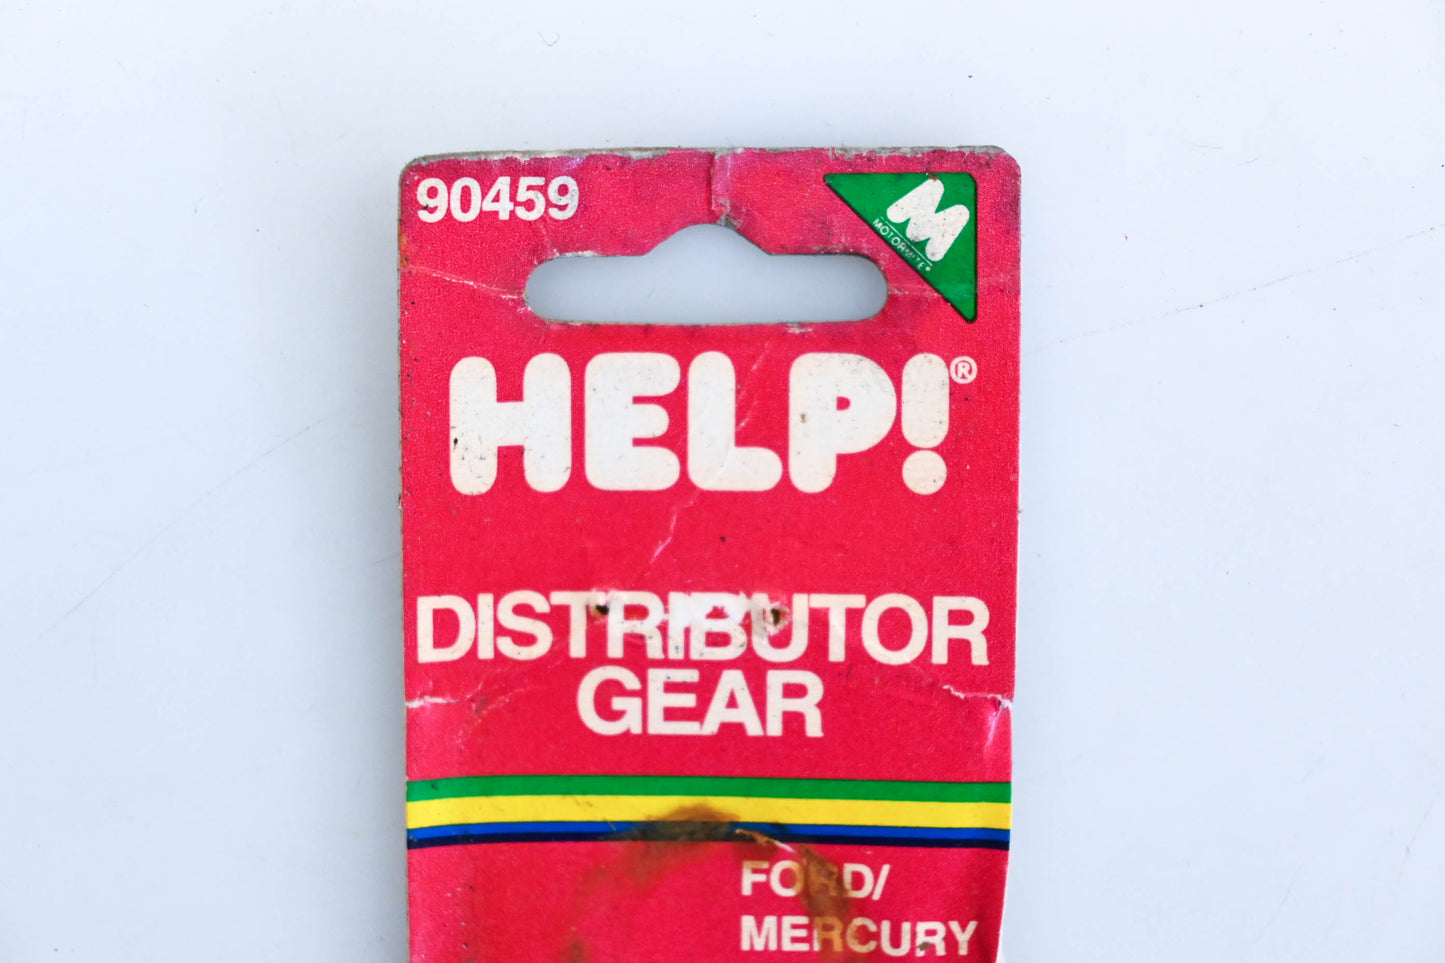 90459
M
MOTORMITE®
HELP!®
DISTRIBUTOR
GEAR
FORD/
MERCURY